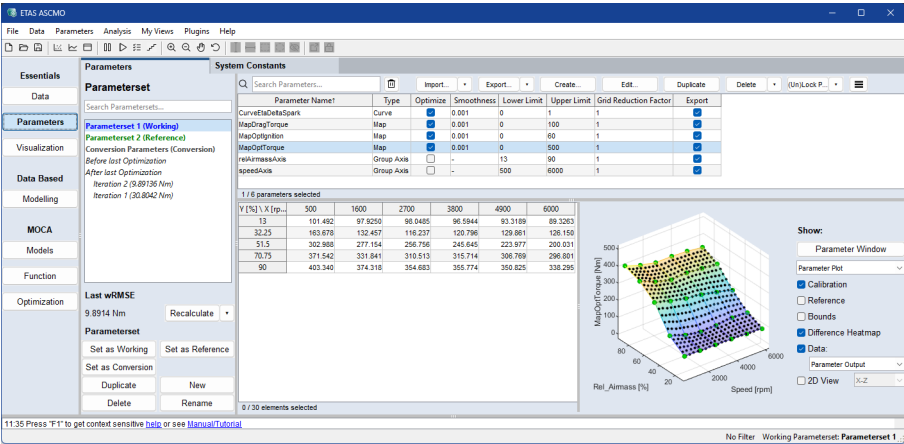 ETAS ASCMO
File Data Parameters Analysis My Views Plugins Help
Essentials
Data
Parameters
Visualization
Data Based
Modelling
MOCA
Models
Function
Optimization
Parameters
System Constants
Parameterset
Search Parametersets...
Parameterset 1 (Working)
Parameterset 2 (Reference)
Conversion Parameters (Conversion)
Before last Optimization
After last Optimization
Iteration 2 (9.89136 Nm)
Iteration 1 (30.8042 Nm)
Last wRMSE
9.8914 Nm Recalculate
Parameterset
Set as Working Set as Reference
Set as Conversion
Duplicate New
Delete Rename
Search Parameters... Import... Export... Create... Edit... Duplicate Delete (Un)Lock P...
Parameter Name↑ Type Optimize Smoothness Lower Limit Upper Limit Grid Reduction Factor Export
CurveEtaDeltaSpark Curve 0.001 0 1 1
MapDragTorque Map 0.001 0 100 1
MapOptIgnition Map 0.001 0 60 1
MapOptTorque Map 0.001 0 500 1
relAirmassAxis Group Axis - 13 90 1
speedAxis Group Axis - 500 6000 1
1 / 6 parameters selected
Y [%] \ X [rp... 500 1600 2700 3800 4900 6000
13 101.492 97.9250 98.0485 96.5944 93.3189 89.3263
32.25 163.678 132.457 116.237 120.796 129.861 126.150
51.5 302.988 277.154 256.756 245.645 223.977 200.031
70.75 371.542 331.841 310.513 315.714 306.769 296.801
90 403.340 374.318 354.683 355.774 350.825 338.295
0 / 30 elements selected
MapOptTorque [Nm]
500
400
300
200
100
0
80
60
40
20
Rel_Airmass [%]
2000
4000
6000
Speed [rpm]
Show:
Parameter Window
Parameter Plot
Calibration
Reference
Bounds
Difference Heatmap
Data:
Parameter Output
2D View X-Z
11:35 Press "F1" to get context sensitive help or see Manual/Tutorial
No Filter Working Parameterset: Parameterset 1